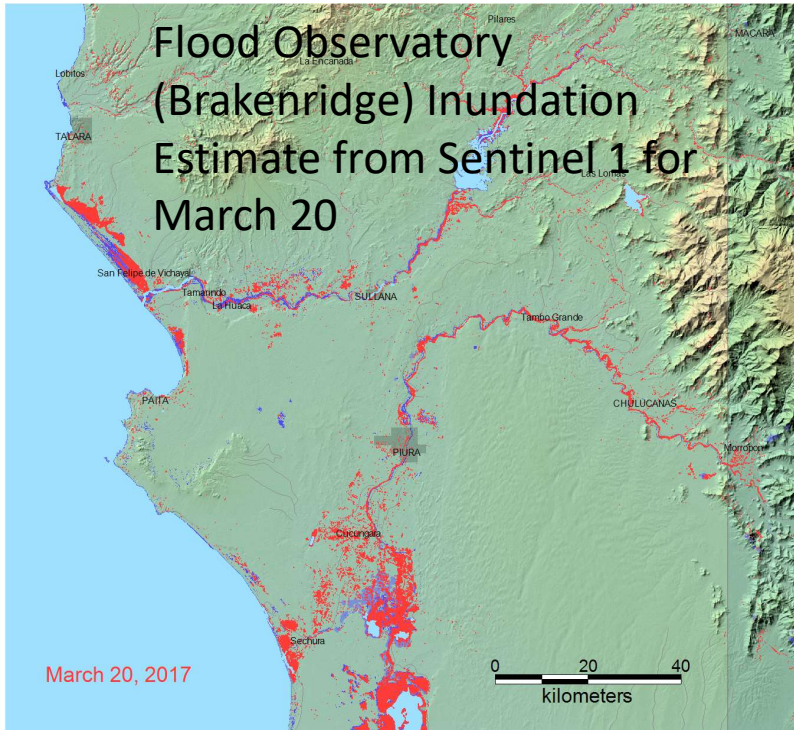 Flood Observatory
(Brakenridge) Inundation
Estimate from Sentinel 1 for
March 20
Pilares
MACARA
La Encanada
Lobitos
TALARA
Las Lomas
San Felipe de Vichayal
Tamarindo
La Huaca
SULLANA
Tambo Grande
PAITA
CHULUCANAS
PIURA
Morropon
Cucungara
Sechura
March 20, 2017
0 20 40
kilometers